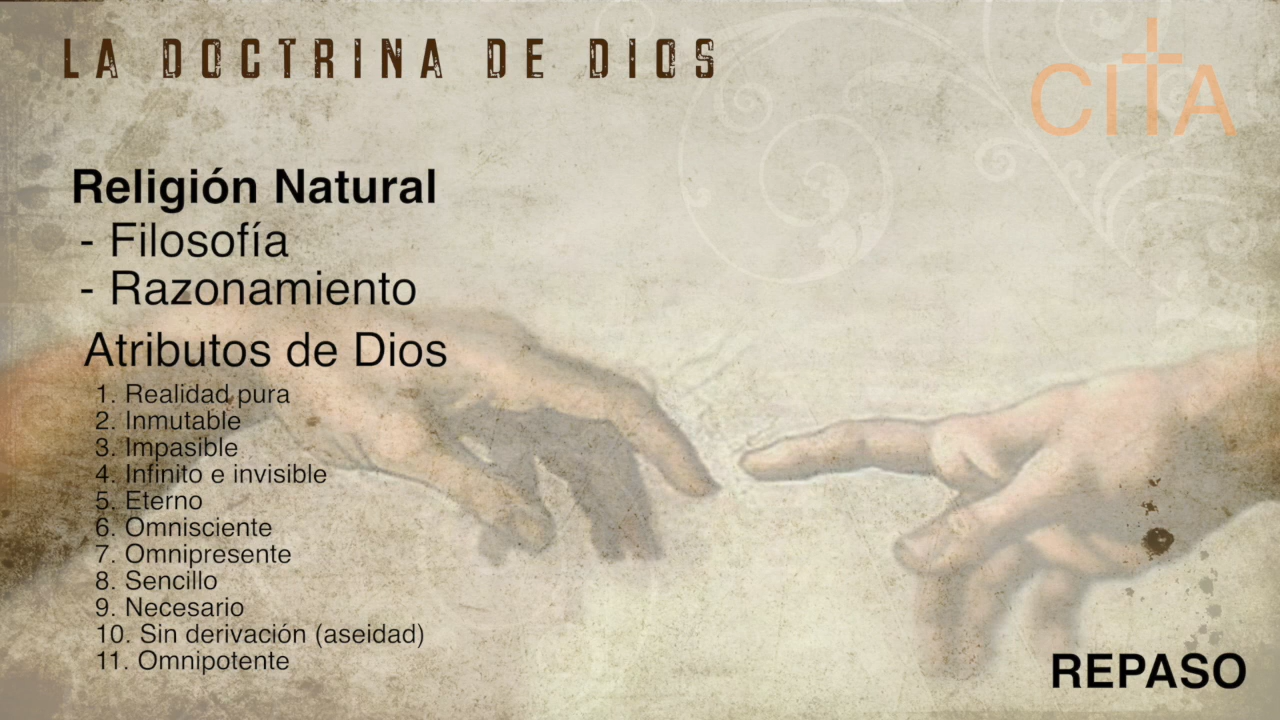 LA DOCTRINA DE DIOS
CITA
Religión Natural
- Filosofía
- Razonamiento
Atributos de Dios
1. Realidad pura
2. Inmutable
3. Impasible
4. Infinito e invisible
5. Eterno
6. Omnisciente
7. Omnipresente
8. Sencillo
9. Necesario
10. Sin derivación (aseidad)
11. Omnipotente
REPASO